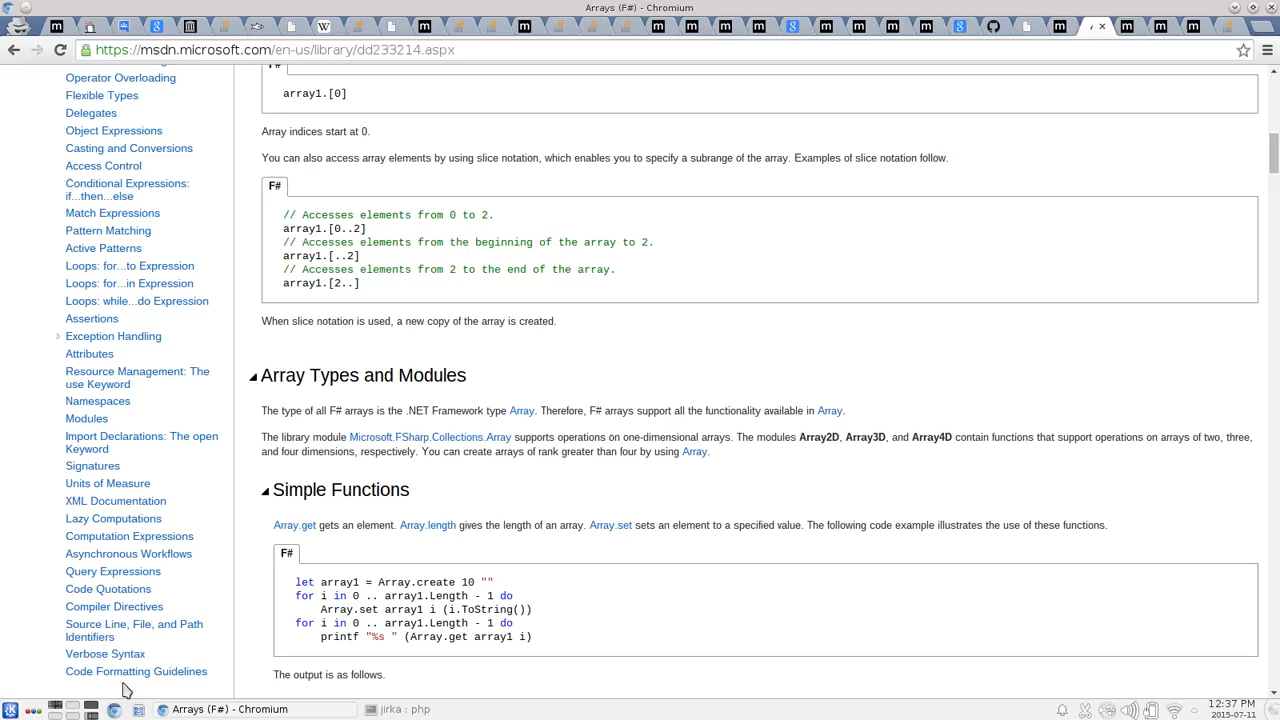 Arrays (F#) - Chromium
https://msdn.microsoft.com/en-us/library/dd233214.aspx
Operator Overloading
Flexible Types
Delegates
Object Expressions
Casting and Conversions
Access Control
Conditional Expressions:
if...then...else
Match Expressions
Pattern Matching
Active Patterns
Loops: for...to Expression
Loops: for...in Expression
Loops: while...do Expression
Assertions
Exception Handling
Attributes
Resource Management: The
use Keyword
Namespaces
Modules
Import Declarations: The open
Keyword
Signatures
Units of Measure
XML Documentation
Lazy Computations
Computation Expressions
Asynchronous Workflows
Query Expressions
Code Quotations
Compiler Directives
Source Line, File, and Path
Identifiers
Verbose Syntax
Code Formatting Guidelines
F#
array1.[0]
Array indices start at 0.
You can also access array elements by using slice notation, which enables you to specify a subrange of the array. Examples of slice notation follow.
F#
// Accesses elements from 0 to 2.
array1.[0..2]
// Accesses elements from the beginning of the array to 2.
array1.[..2]
// Accesses elements from 2 to the end of the array.
array1.[2..]
When slice notation is used, a new copy of the array is created.
Array Types and Modules
The type of all F# arrays is the .NET Framework type Array. Therefore, F# arrays support all the functionality available in Array.
The library module Microsoft.FSharp.Collections.Array supports operations on one-dimensional arrays. The modules Array2D, Array3D, and Array4D contain functions that support operations on arrays of two, three,
and four dimensions, respectively. You can create arrays of rank greater than four by using Array.
Simple Functions
Array.get gets an element. Array.length gives the length of an array. Array.set sets an element to a specified value. The following code example illustrates the use of these functions.
F#
let array1 = Array.create 10 ""
for i in 0 .. array1.Length - 1 do
    Array.set array1 i (i.ToString())
for i in 0 .. array1.Length - 1 do
    printf "%s " (Array.get array1 i)
The output is as follows.
Arrays (F#) - Chromium
jirka : php
12:37 PM
2015-07-11